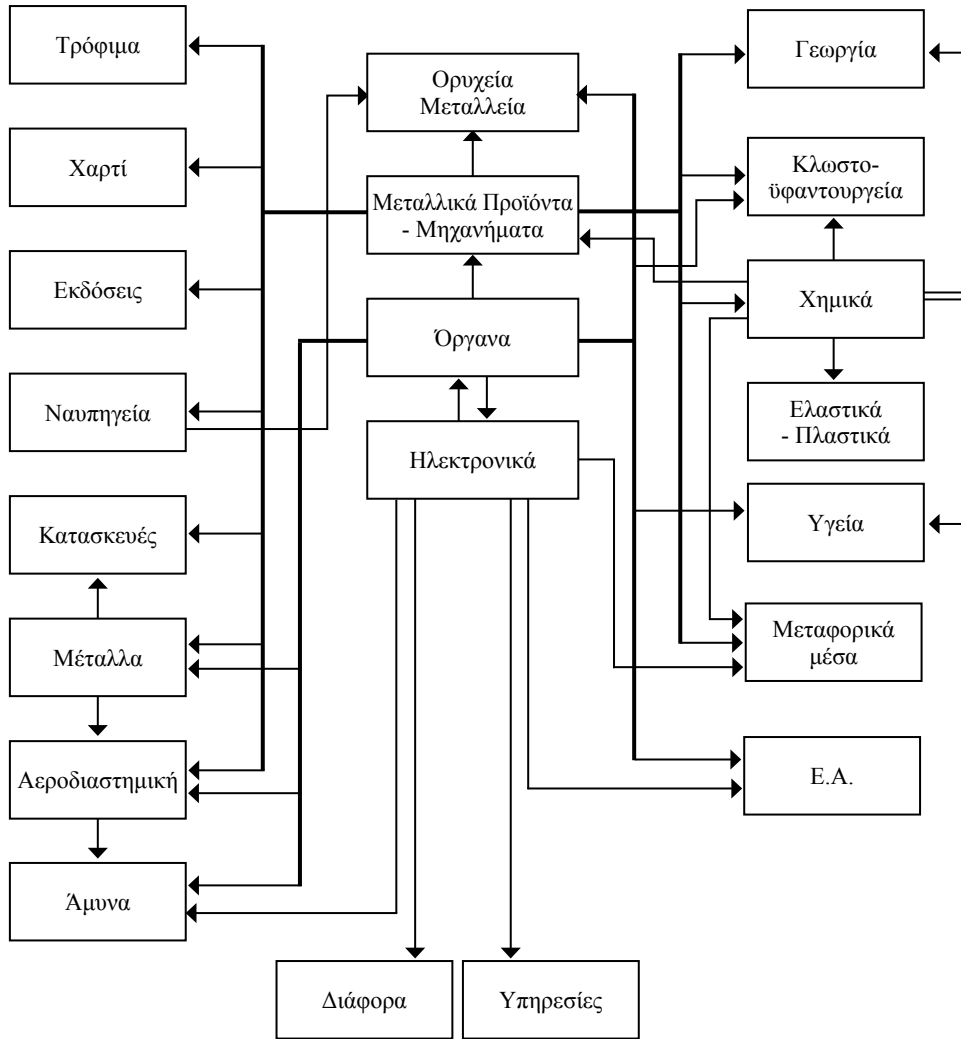 Τρόφιμα
Ορυχεία
Μεταλλεία
Γεωργία
Χαρτί
Μεταλλικά Προϊόντα
- Μηχανήματα
Κλωστο-
ϋφαντουργεία
Εκδόσεις
Όργανα
Χημικά
Ναυπηγεία
Ηλεκτρονικά
Ελαστικά
- Πλαστικά
Κατασκευές
Υγεία
Μέταλλα
Μεταφορικά
μέσα
Αεροδιαστημική
Ε.Α.
Άμυνα
Διάφορα
Υπηρεσίες